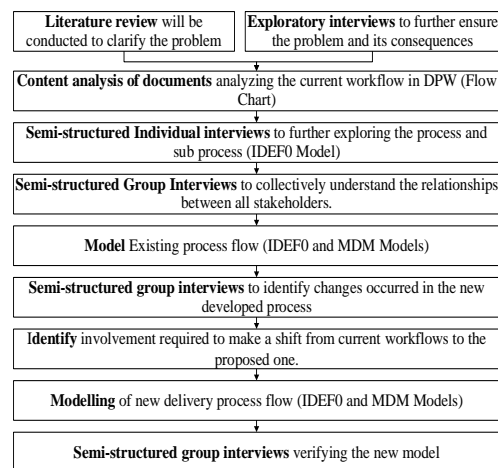 Literature review will be
conducted to clarify the problem
Exploratory interviews to further ensure
the problem and its consequences
Content analysis of documents analyzing the current workflow in DPW (Flow
Chart)
Semi-structured Individual interviews to further exploring the process and
sub process (IDEF0 Model)
Semi-structured Group Interviews to collectively understand the relationships
between all stakeholders.
Model Existing process flow (IDEF0 and MDM Models)
Semi-structured group interviews to identify changes occurred in the new
developed process
Identify involvement required to make a shift from current workflows to the
proposed one.
Modelling of new delivery process flow (IDEF0 and MDM Models)
Semi-structured group interviews verifying the new model